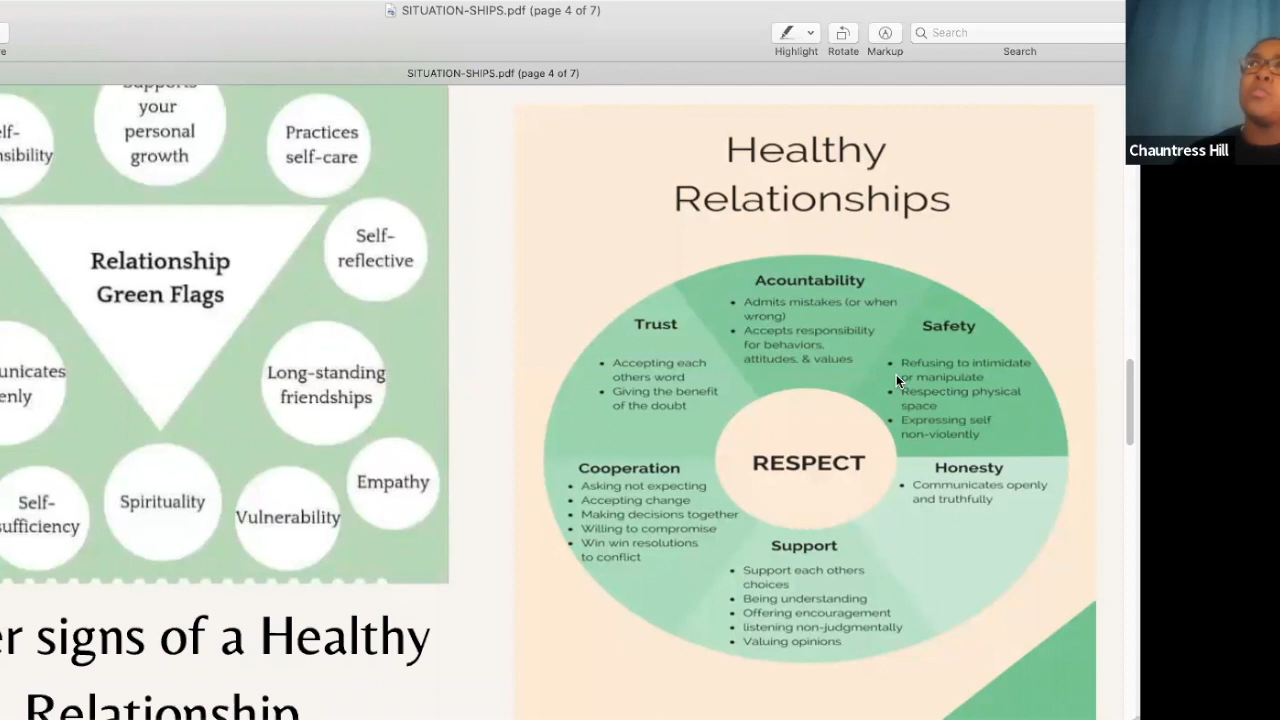 SITUATION-SHIPS.pdf (page 4 of 7)
Highlight
Rotate
Markup
Search
Search
SITUATION-SHIPS.pdf (page 4 of 7)
Chauntress Hill
your
personal
growth
Practices
self-care
Self-
reflective
Relationship
Green Flags
Long-standing
friendships
Empathy
Vulnerability
Spirituality
Self-
signs of a Healthy
Relationship
Healthy
Relationships
Acountability
• Admits mistakes (or when
wrong)
• Accepts responsibility
for behaviors,
attitudes, & values
Trust
• Accepting each
others word
• Giving the benefit
of the doubt
Safety
• Refusing to intimidate
or manipulate
• Respecting physical
space
• Expressing self
non-violently
RESPECT
Cooperation
• Asking not expecting
• Accepting change
• Making decisions together
• Willing to compromise
• Win win resolutions
to conflict
Honesty
• Communicates openly
and truthfully
Support
• Support each others
choices
• Being understanding
• Offering encouragement
• listening non-judgmentally
• Valuing opinions